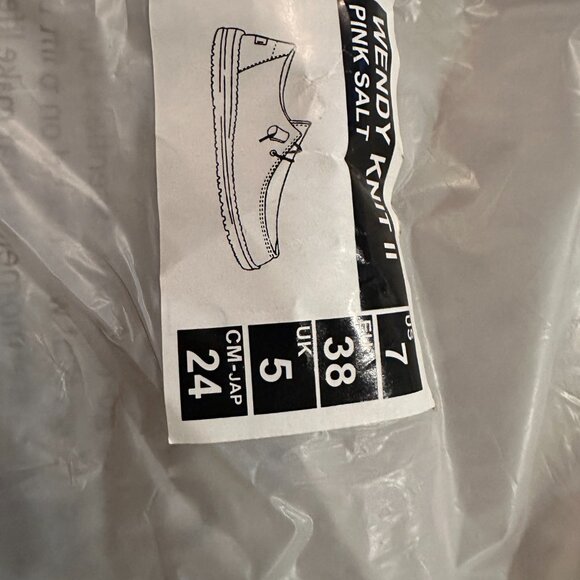 WENDY KNIT II
PINK SALT
US
7
EU
38
UK
5
CM-JAP
24